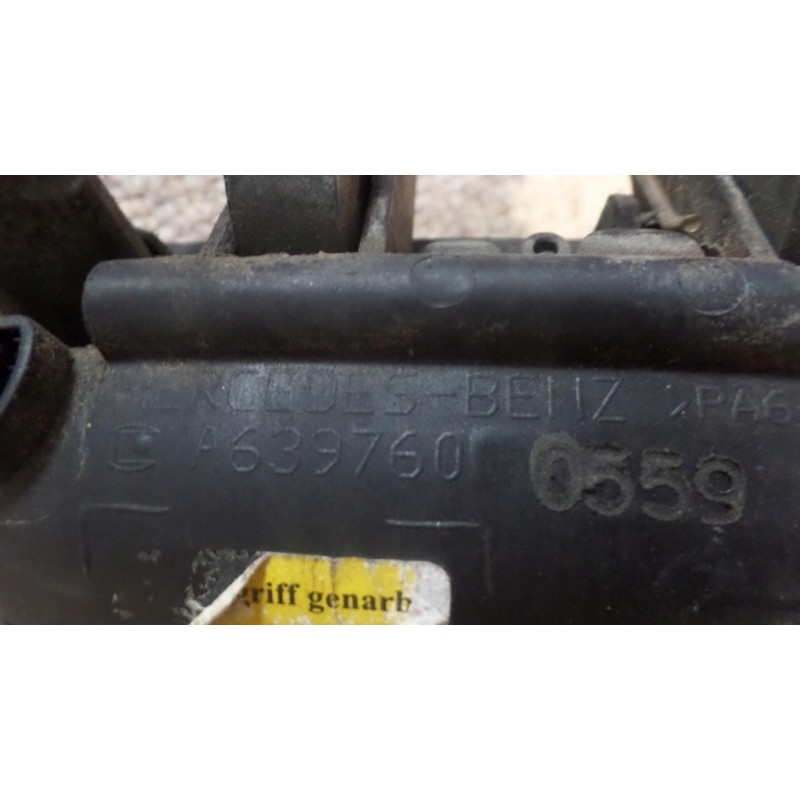 MERCEDES-BENZ >PA6
A639760 0559
griff genarb